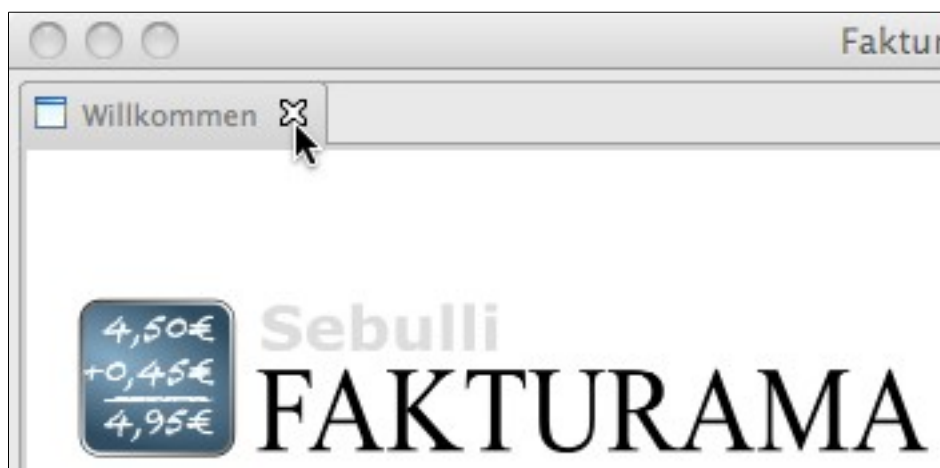 Faktur
Willkommen
4,50€
+0,45€
4,95€
Sebulli
FAKTURAMA